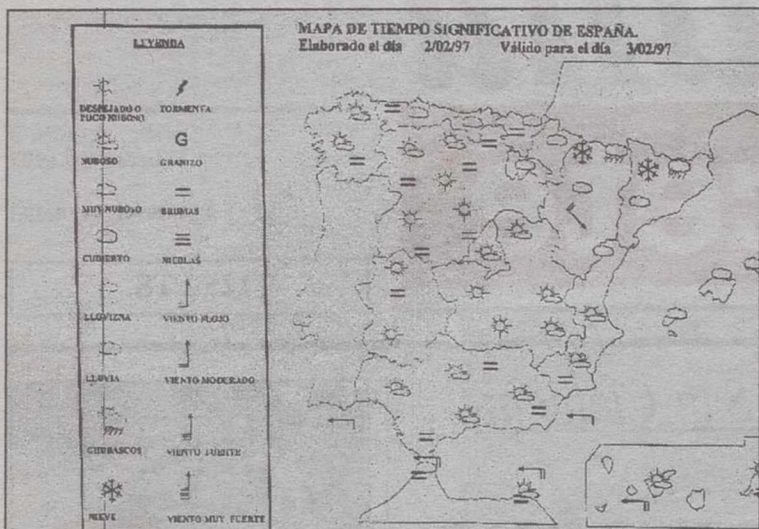 LEYENDA
MAPA DE TIEMPO SIGNIFICATIVO DE ESPAÑA.
Elaborado el día 2/02/97 Válido para el día 3/02/97
DESPEJADO O
POCO NUBOSO
TORMENTA
NUBOSO
G
GRANIZO
MUY NUBOSO
BRUMAS
CUBIERTO
NIEBLAS
LLOVIZNA
VIENTO FLOJO
LLUVIA
VIENTO MODERADO
CHUBASCOS
VIENTO FUERTE
NIEVE
VIENTO MUY FUERTE